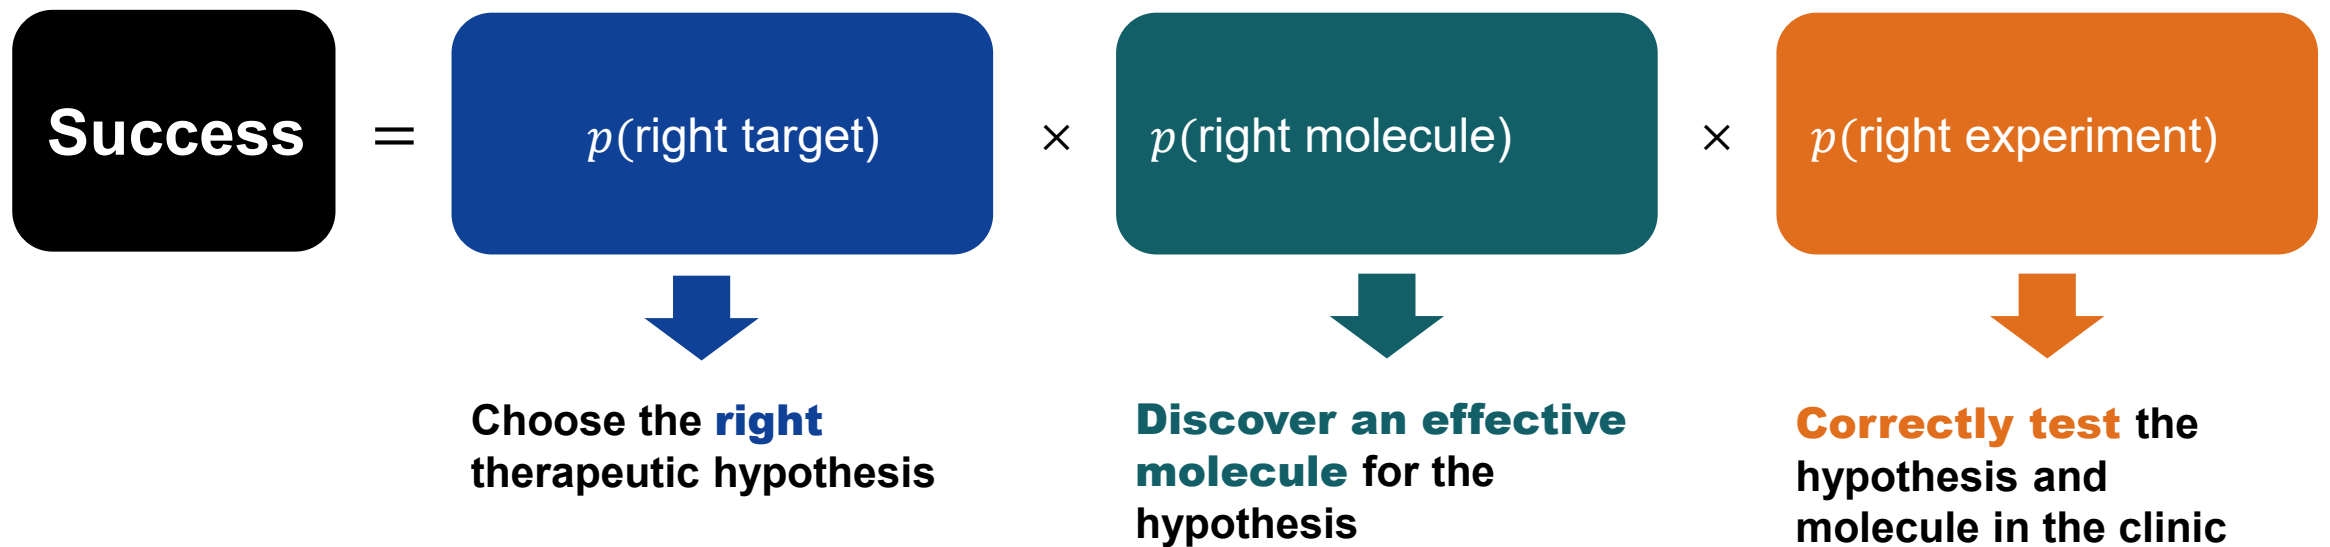 Success = p(right target) × p(right molecule) × p(right experiment)
Choose the right
therapeutic hypothesis
Discover an effective
molecule for the
hypothesis
Correctly test the
hypothesis and
molecule in the clinic